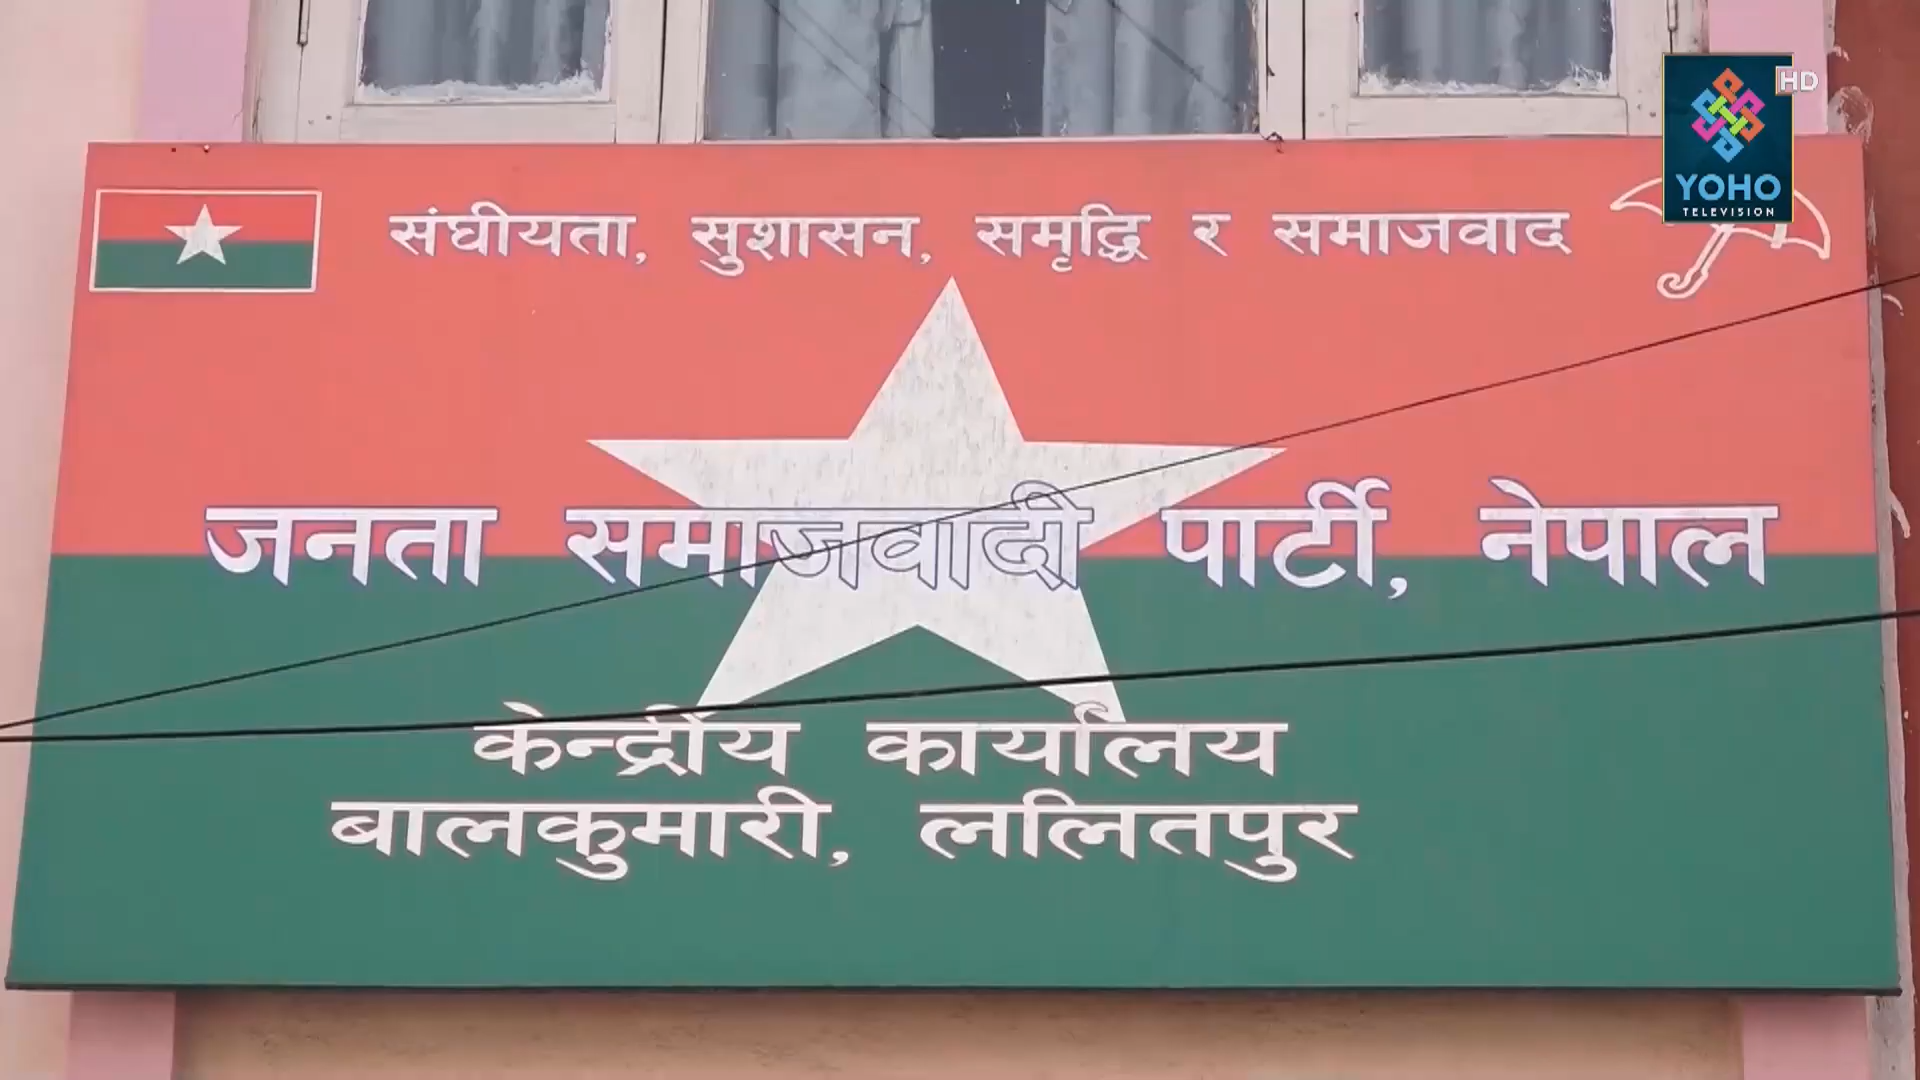 HD
YOHO
TELEVISION
संघीयता, सुशासन, समृद्धि र समाजवाद
जनता समाजवादी पार्टी, नेपाल
केन्द्रीय कार्यालय
बालकुमारी, ललितपुर